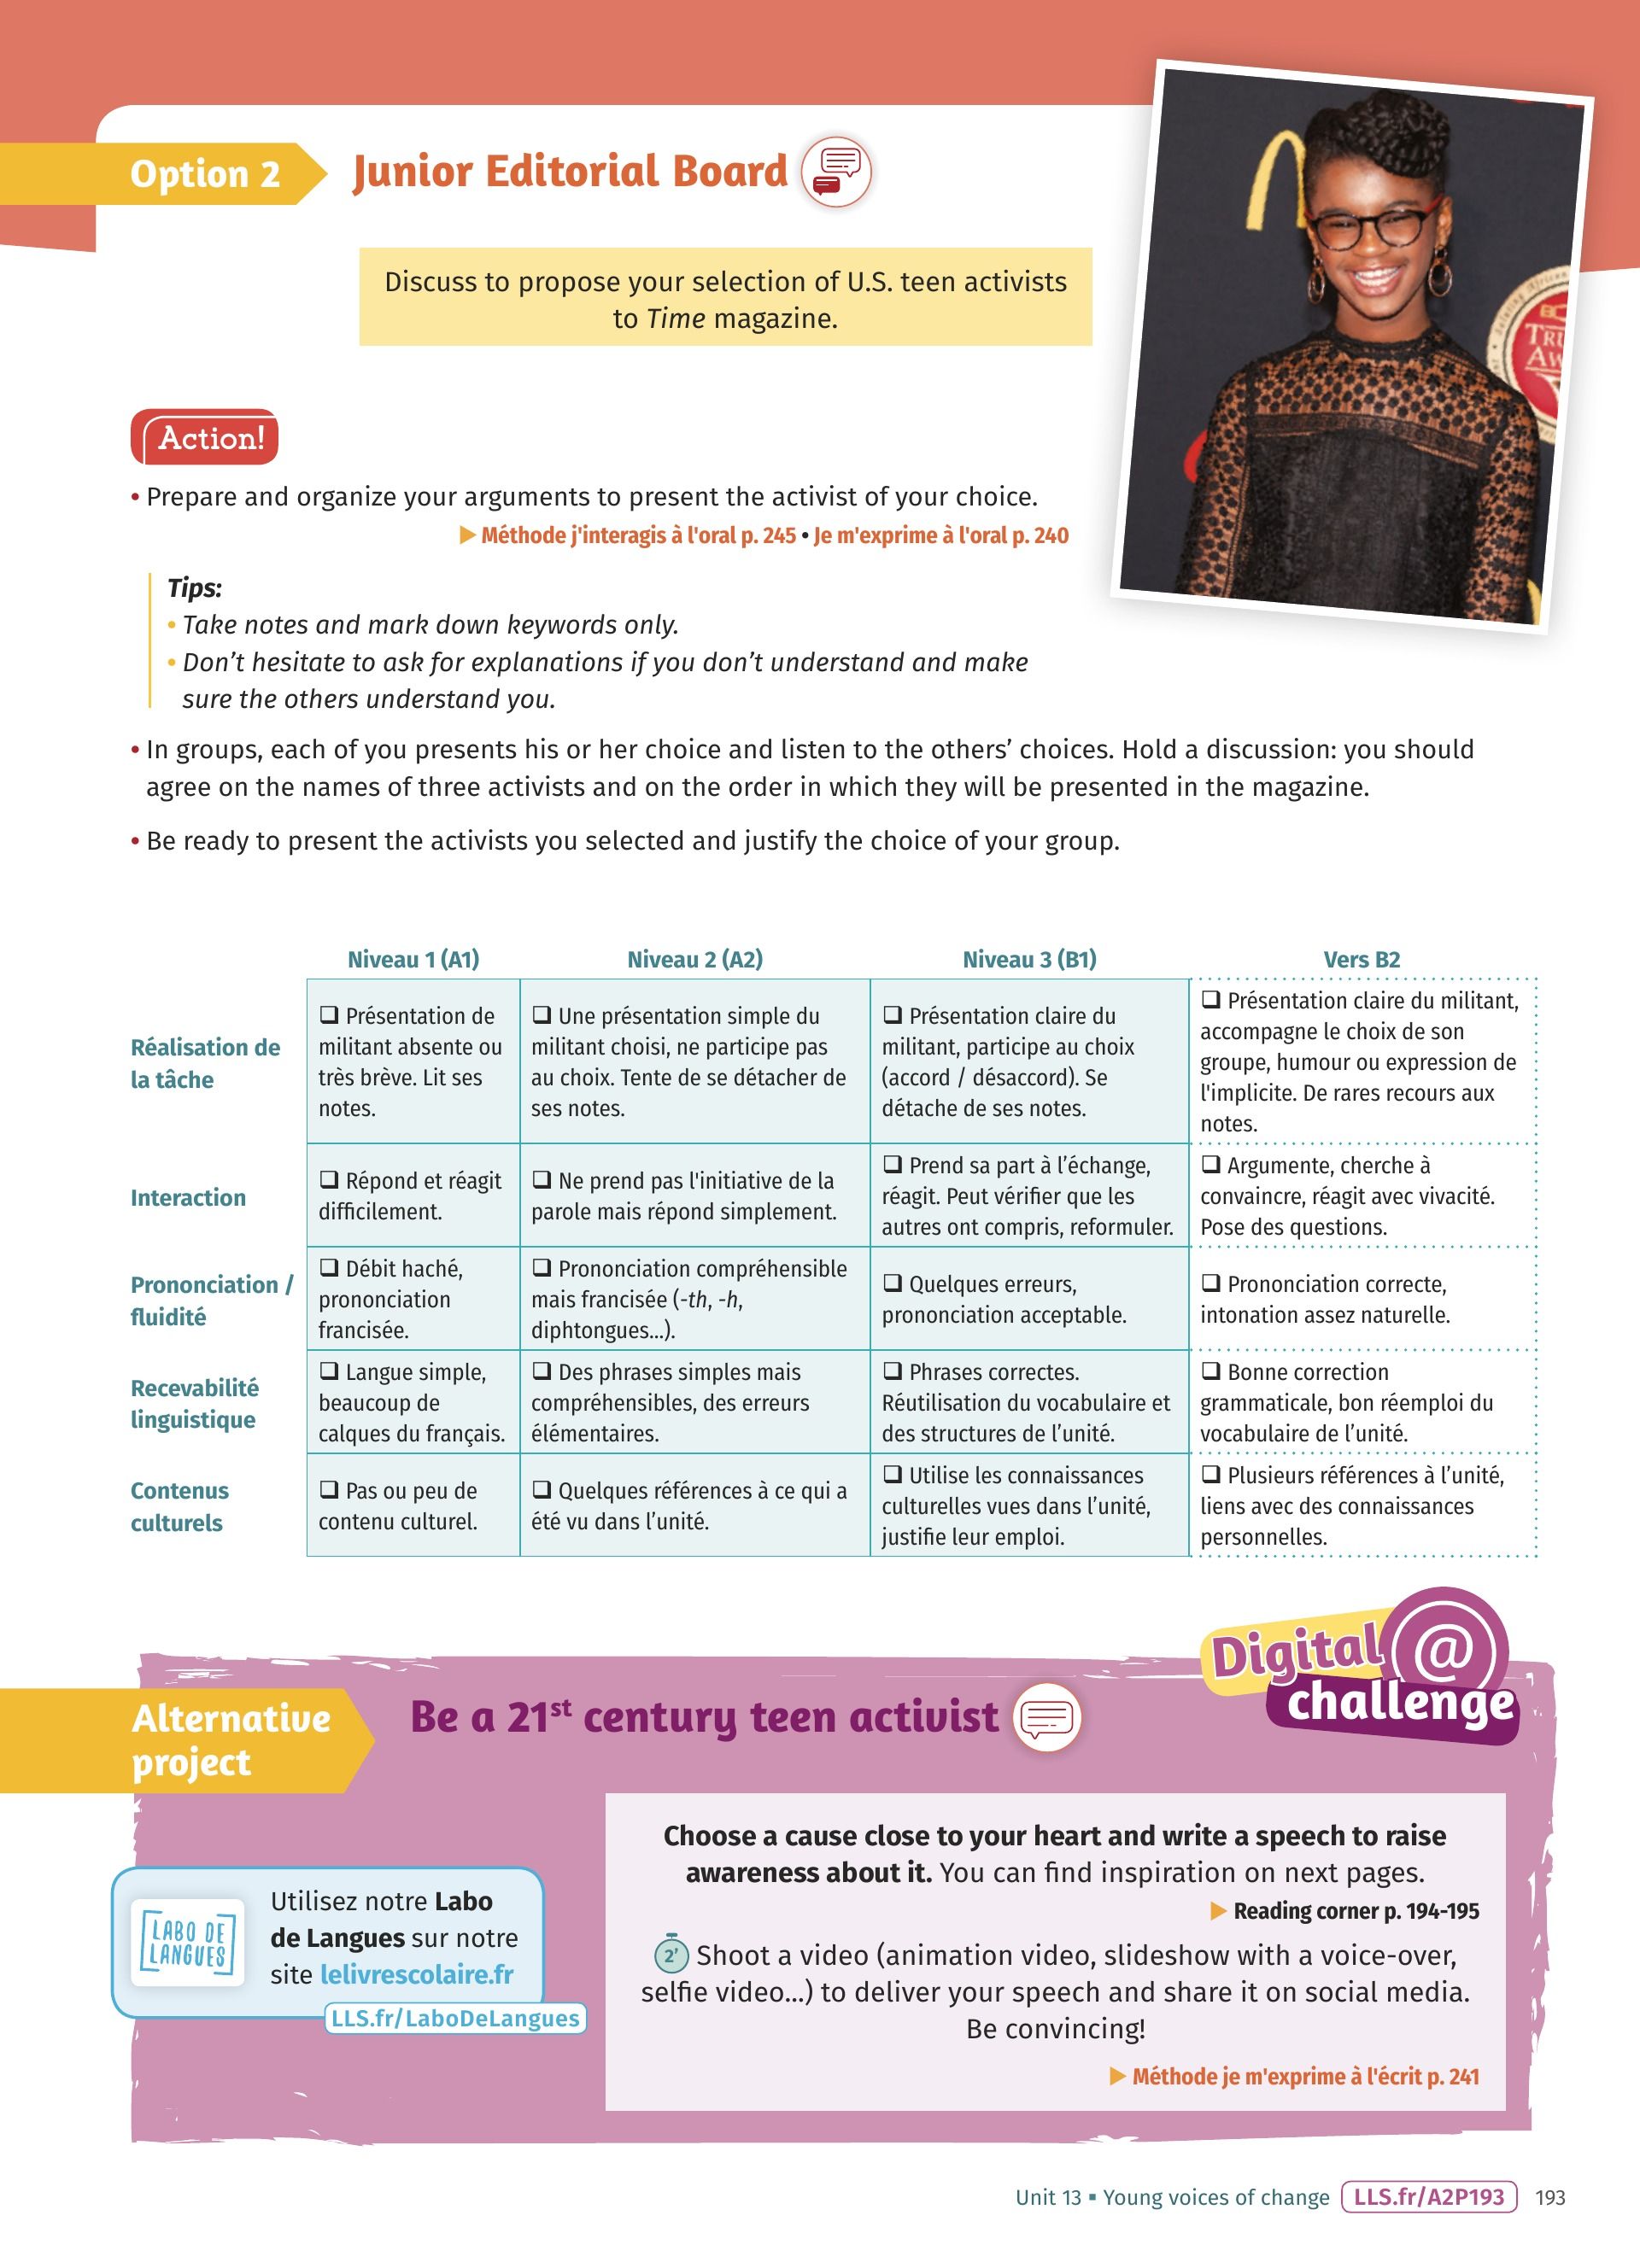 Option 2
Junior Editorial Board
Discuss to propose your selection of U.S. teen activists
to Time magazine.
Action!
• Prepare and organize your arguments to present the activist of your choice.
▶ Méthode j'interagis à l'oral p. 245 • Je m'exprime à l'oral p. 240
Tips:
• Take notes and mark down keywords only.
• Don’t hesitate to ask for explanations if you don’t understand and make
sure the others understand you.
• In groups, each of you presents his or her choice and listen to the others’ choices. Hold a discussion: you should
agree on the names of three activists and on the order in which they will be presented in the magazine.
• Be ready to present the activists you selected and justify the choice of your group.
Niveau 1 (A1)
Niveau 2 (A2)
Niveau 3 (B1)
Vers B2
Réalisation de
la tâche
❏ Présentation de
militant absente ou
très brève. Lit ses
notes.
❏ Une présentation simple du
militant choisi, ne participe pas
au choix. Tente de se détacher de
ses notes.
❏ Présentation claire du
militant, participe au choix
(accord / désaccord). Se
détache de ses notes.
❏ Présentation claire du militant,
accompagne le choix de son
groupe, humour ou expression de
l'implicite. De rares recours aux
notes.
Interaction
❏ Répond et réagit
difficilement.
❏ Ne prend pas l'initiative de la
parole mais répond simplement.
❏ Prend sa part à l’échange,
réagit. Peut vérifier que les
autres ont compris, reformuler.
❏ Argumente, cherche à
convaincre, réagit avec vivacité.
Pose des questions.
Prononciation /
fluidité
❏ Débit haché,
prononciation
francisée.
❏ Prononciation compréhensible
mais francisée (-th, -h,
diphtongues...).
❏ Quelques erreurs,
prononciation acceptable.
❏ Prononciation correcte,
intonation assez naturelle.
Recevabilité
linguistique
❏ Langue simple,
beaucoup de
calques du français.
❏ Des phrases simples mais
compréhensibles, des erreurs
élémentaires.
❏ Phrases correctes.
Réutilisation du vocabulaire et
des structures de l’unité.
❏ Bonne correction
grammaticale, bon réemploi du
vocabulaire de l’unité.
Contenus
culturels
❏ Pas ou peu de
contenu culturel.
❏ Quelques références à ce qui a
été vu dans l’unité.
❏ Utilise les connaissances
culturelles vues dans l’unité,
justifie leur emploi.
❏ Plusieurs références à l’unité,
liens avec des connaissances
personnelles.
Digital @
challenge
Alternative
project
Be a 21st century teen activist
Choose a cause close to your heart and write a speech to raise
awareness about it. You can find inspiration on next pages.
▶ Reading corner p. 194-195
2’ Shoot a video (animation video, slideshow with a voice-over,
selfie video...) to deliver your speech and share it on social media.
Be convincing!
▶ Méthode je m'exprime à l'écrit p. 241
LABO DE
LANGUES
Utilisez notre Labo
de Langues sur notre
site lelivrescolaire.fr
LLS.fr/LaboDeLangues
Unit 13 ▪ Young voices of change LLS.fr/A2P193 193